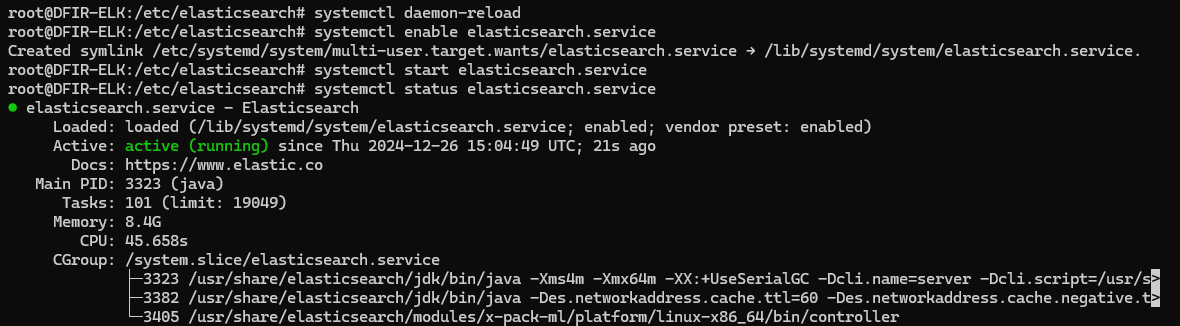 root@DFIR-ELK:/etc/elasticsearch# systemctl daemon-reload
root@DFIR-ELK:/etc/elasticsearch# systemctl enable elasticsearch.service
Created symlink /etc/systemd/system/multi-user.target.wants/elasticsearch.service → /lib/systemd/system/elasticsearch.service.
root@DFIR-ELK:/etc/elasticsearch# systemctl start elasticsearch.service
root@DFIR-ELK:/etc/elasticsearch# systemctl status elasticsearch.service
● elasticsearch.service - Elasticsearch
     Loaded: loaded (/lib/systemd/system/elasticsearch.service; enabled; vendor preset: enabled)
     Active: active (running) since Thu 2024-12-26 15:04:49 UTC; 21s ago
       Docs: https://www.elastic.co
   Main PID: 3323 (java)
      Tasks: 101 (limit: 19049)
     Memory: 8.4G
        CPU: 45.658s
     CGroup: /system.slice/elasticsearch.service
             ├─3323 /usr/share/elasticsearch/jdk/bin/java -Xms4m -Xmx64m -XX:+UseSerialGC -Dcli.name=server -Dcli.script=/usr/s>
             ├─3382 /usr/share/elasticsearch/jdk/bin/java -Des.networkaddress.cache.ttl=60 -Des.networkaddress.cache.negative.t>
             └─3405 /usr/share/elasticsearch/modules/x-pack-ml/platform/linux-x86_64/bin/controller